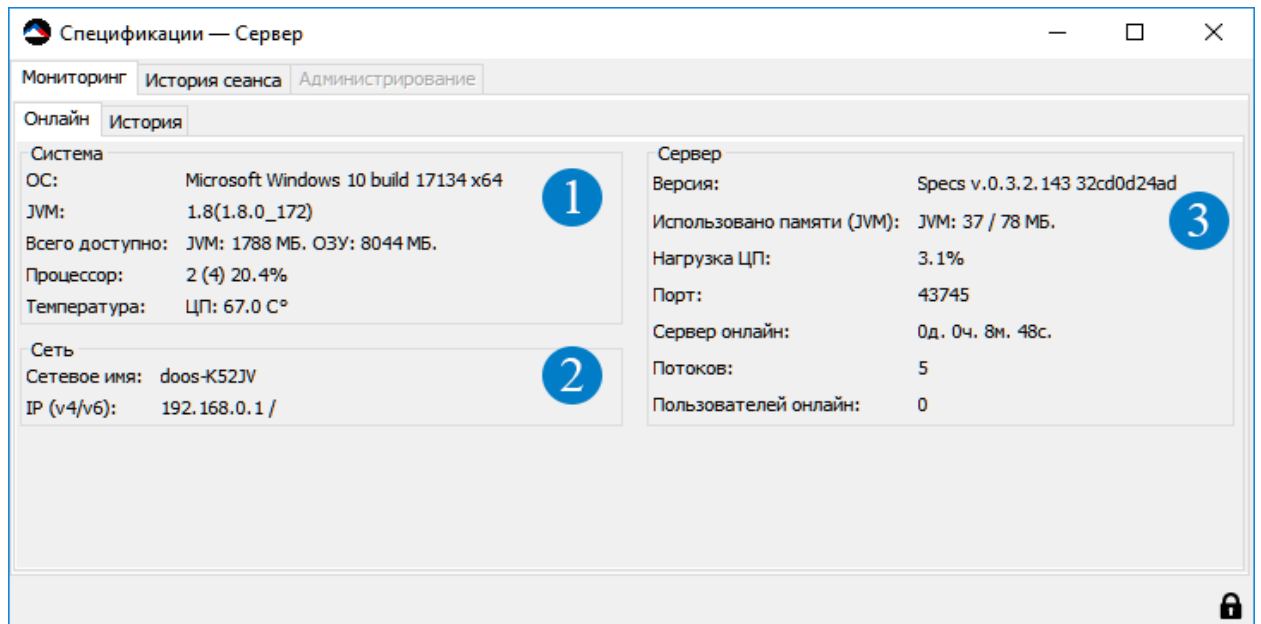 Спецификации — Сервер
Мониторинг История сеанса Администрирование
Онлайн История
Система
ОС: Microsoft Windows 10 build 17134 x64
JVM: 1.8(1.8.0_172)
Всего доступно: JVM: 1788 МБ. ОЗУ: 8044 МБ.
Процессор: 2 (4) 20.4%
Температура: ЦП: 67.0 C°
1
Сеть
Сетевое имя: doos-K52JV
IP (v4/v6): 192.168.0.1 /
2
Сервер
Версия: Specs v.0.3.2.143 32cd0d24ad
Использовано памяти (JVM): JVM: 37 / 78 МБ.
Нагрузка ЦП: 3.1%
Порт: 43745
Сервер онлайн: 0д. 0ч. 8м. 48с.
Потоков: 5
Пользователей онлайн: 0
3